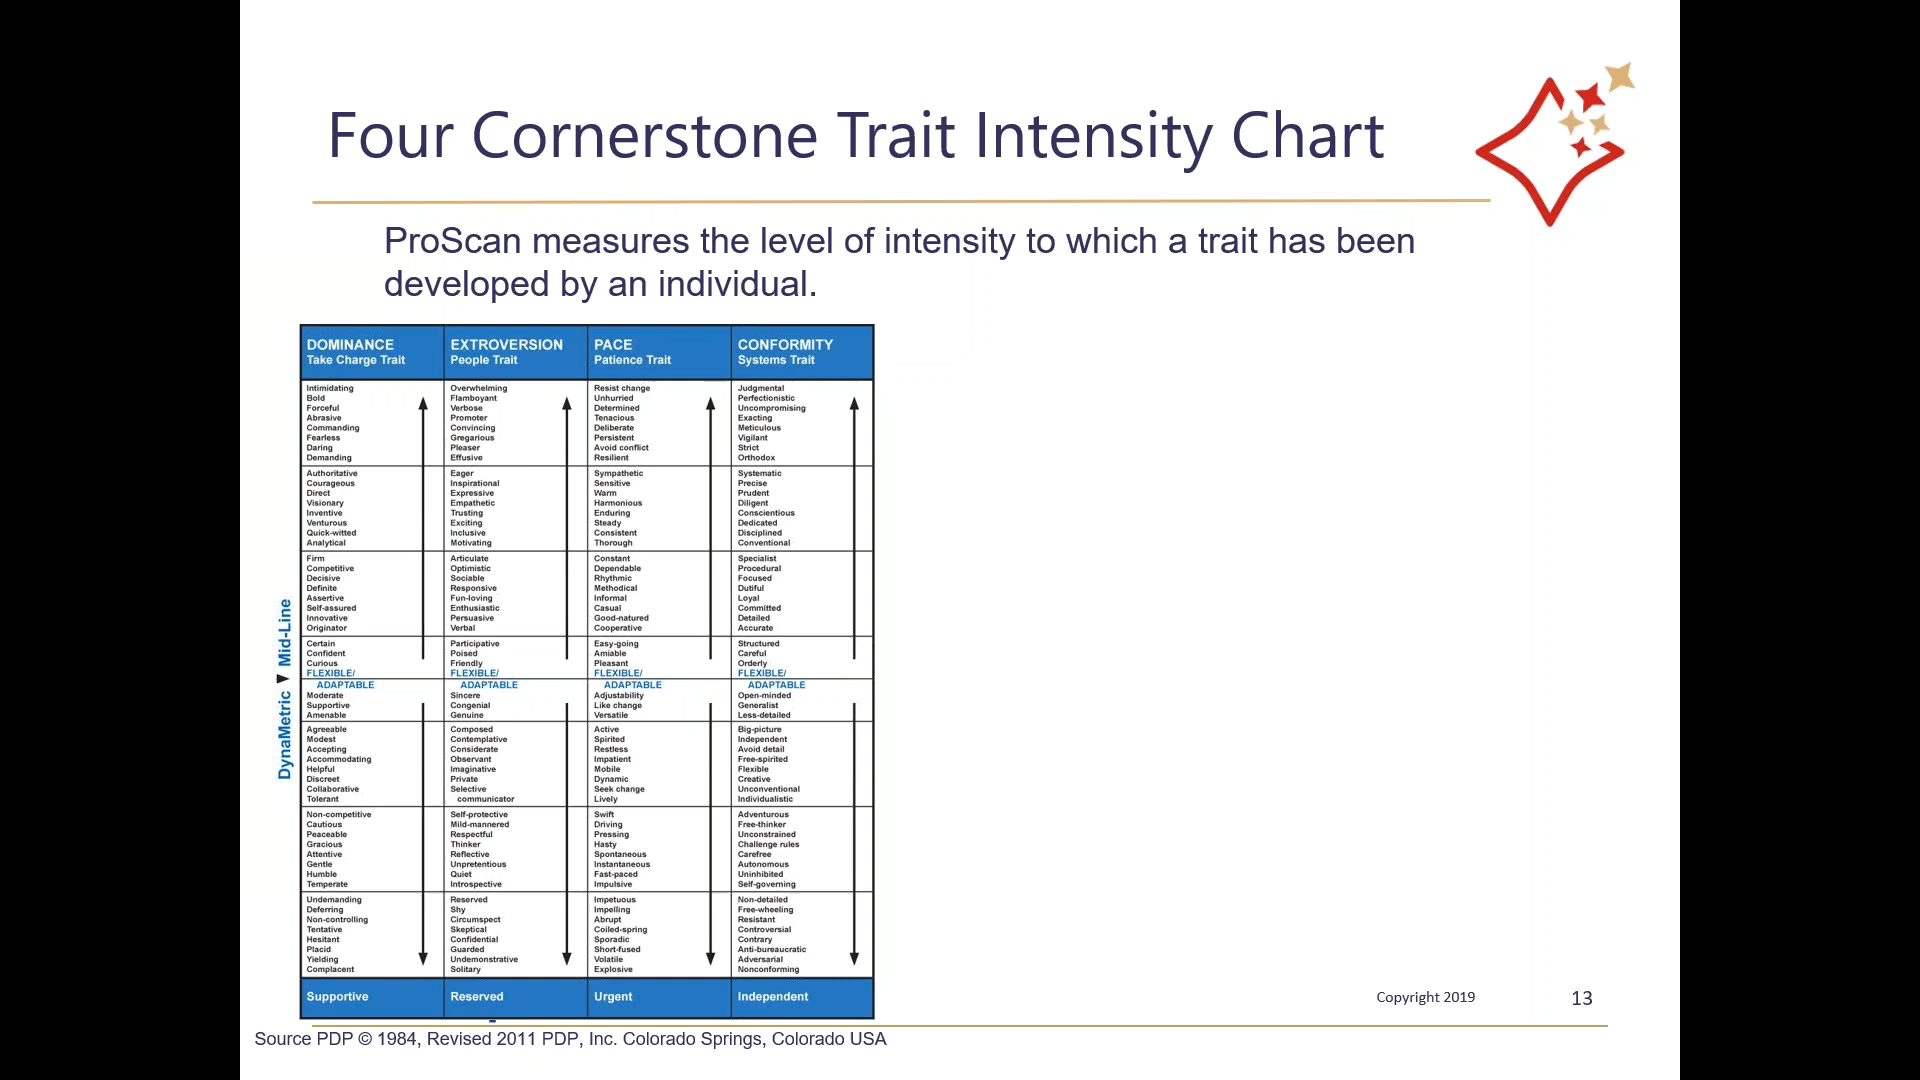 Four Cornerstone Trait Intensity Chart
ProScan measures the level of intensity to which a trait has been
developed by an individual.
DOMINANCE
Take Charge Trait
Intimidating
Bold
Forceful
Abrasive
Commanding
Fearless
Daring
Demanding
Authoritative
Courageous
Direct
Visionary
Inventive
Venturous
Quick-witted
Analytical
Firm
Competitive
Decisive
Definite
Assertive
Self-assured
Innovative
Originator
Certain
Confident
Curious
FLEXIBLE/
ADAPTABLE
Moderate
Supportive
Amenable
Agreeable
Modest
Accepting
Accommodating
Helpful
Discreet
Collaborative
Tolerant
Non-competitive
Cautious
Peaceable
Gracious
Attentive
Gentle
Humble
Temperate
Undemanding
Deferring
Non-controlling
Tentative
Hesitant
Placid
Yielding
Complacent
Supportive
EXTROVERSION
People Trait
Overwhelming
Flamboyant
Verbose
Promoter
Convincing
Gregarious
Pleaser
Effusive
Eager
Inspirational
Expressive
Empathetic
Trusting
Exciting
Inclusive
Motivating
Articulate
Optimistic
Sociable
Responsive
Fun-loving
Enthusiastic
Persuasive
Verbal
Participative
Poised
Friendly
FLEXIBLE/
ADAPTABLE
Sincere
Congenial
Genuine
Composed
Contemplative
Considerate
Observant
Imaginative
Private
Selective
communicator
Self-protective
Mild-mannered
Respectful
Thinker
Reflective
Unpretentious
Quiet
Introspective
Reserved
Shy
Circumspect
Skeptical
Confidential
Guarded
Undemonstrative
Solitary
Reserved
PACE
Patience Trait
Resist change
Unhurried
Determined
Tenacious
Deliberate
Persistent
Avoid conflict
Resilient
Sympathetic
Sensitive
Warm
Harmonious
Enduring
Steady
Consistent
Thorough
Constant
Dependable
Rhythmic
Methodical
Informal
Casual
Good-natured
Cooperative
Easy-going
Amiable
Pleasant
FLEXIBLE/
ADAPTABLE
Adjustability
Like change
Versatile
Active
Spirited
Restless
Impatient
Mobile
Dynamic
Seek change
Lively
Swift
Driving
Pressing
Hasty
Spontaneous
Instantaneous
Fast-paced
Impulsive
Impetuous
Impelling
Abrupt
Coiled-spring
Sporadic
Short-fused
Volatile
Explosive
Urgent
CONFORMITY
Systems Trait
Judgmental
Perfectionistic
Uncompromising
Exacting
Meticulous
Vigilant
Strict
Orthodox
Systematic
Precise
Prudent
Diligent
Conscientious
Dedicated
Disciplined
Conventional
Specialist
Procedural
Focused
Dutiful
Loyal
Committed
Detailed
Accurate
Structured
Careful
Orderly
FLEXIBLE/
ADAPTABLE
Open-minded
Generalist
Less-detailed
Big-picture
Independent
Avoid detail
Free-spirited
Flexible
Creative
Unconventional
Individualistic
Adventurous
Free-thinker
Unconstrained
Challenge rules
Carefree
Autonomous
Uninhibited
Self-governing
Non-detailed
Free-wheeling
Resistant
Controversial
Contrary
Anti-bureaucratic
Adversarial
Nonconforming
Independent
DynaMetric ▼ Mid-Line
Copyright 2019
13
Source PDP © 1984, Revised 2011 PDP, Inc. Colorado Springs, Colorado USA